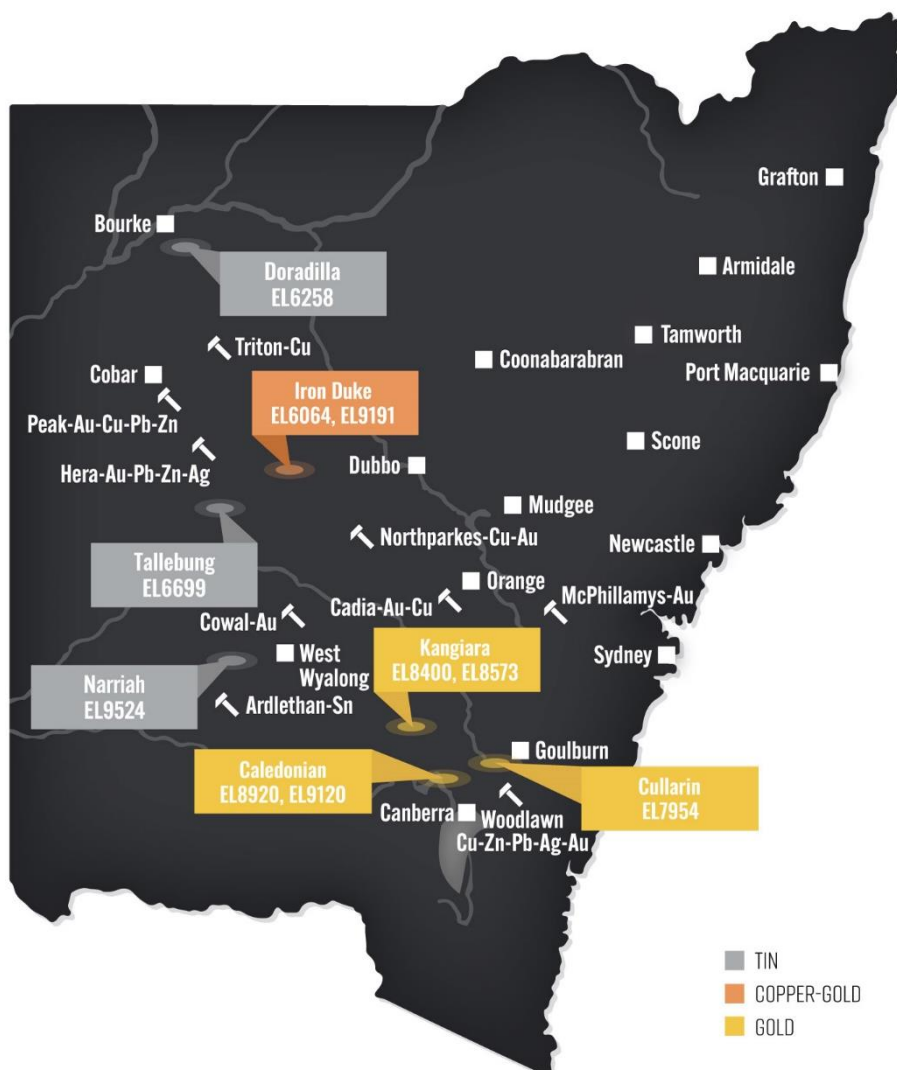 Grafton
Bourke
Doradilla
EL6258
Armidale
Triton-Cu
Tamworth
Coonabarabran
Cobar
Port Macquarie
Iron Duke
EL6064, EL9191
Peak-Au-Cu-Pb-Zn
Scone
Hera-Au-Pb-Zn-Ag
Dubbo
Mudgee
Northparkes-Cu-Au
Newcastle
Tallebung
EL6699
Orange
McPhillamys-Au
Cadia-Au-Cu
Cowal-Au
Kangiara
EL8400, EL8573
West
Wyalong
Sydney
Narriah
EL9524
Ardlethan-Sn
Goulburn
Caledonian
EL8920, EL9120
Cullarin
EL7954
Canberra
Woodlawn
Cu-Zn-Pb-Ag-Au
TIN
COPPER-GOLD
GOLD